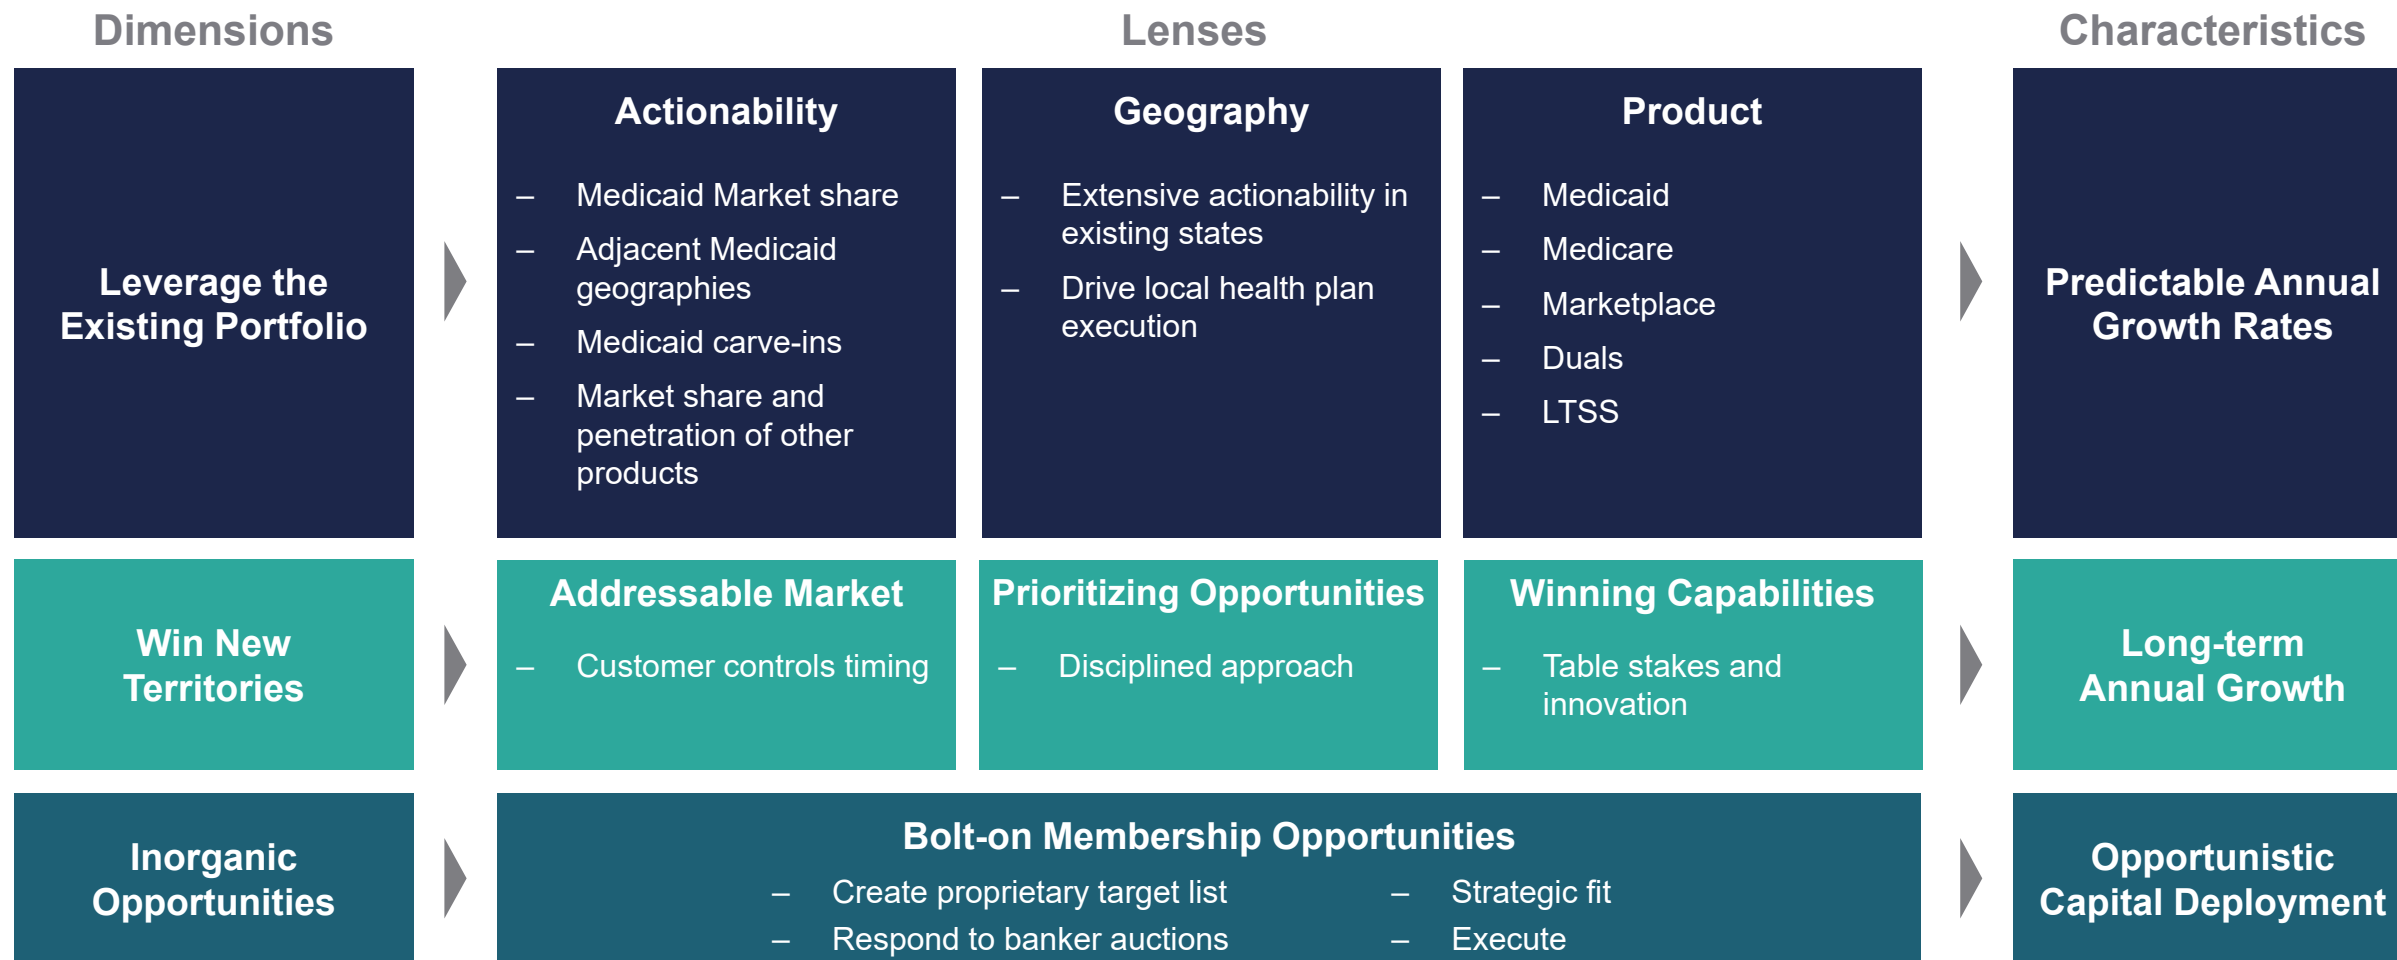 Dimensions
Lenses
Characteristics
Leverage the
Existing Portfolio
Actionability
– Medicaid Market share
– Adjacent Medicaid
geographies
– Medicaid carve-ins
– Market share and
penetration of other
products
Geography
– Extensive actionability in
existing states
– Drive local health plan
execution
Product
– Medicaid
– Medicare
– Marketplace
– Duals
– LTSS
Predictable Annual
Growth Rates
Win New
Territories
Addressable Market
– Customer controls timing
Prioritizing Opportunities
– Disciplined approach
Winning Capabilities
– Table stakes and
innovation
Long-term
Annual Growth
Inorganic
Opportunities
Bolt-on Membership Opportunities
– Create proprietary target list
– Respond to banker auctions
– Strategic fit
– Execute
Opportunistic
Capital Deployment